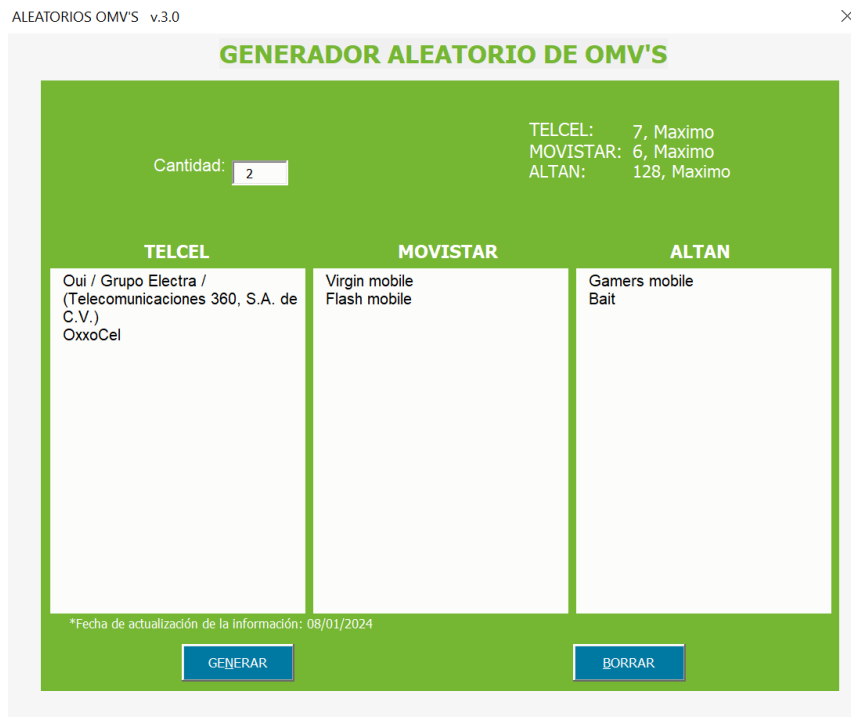 ALEATORIOS OMV'S v.3.0
GENERADOR ALEATORIO DE OMV'S
TELCEL: 7, Maximo
MOVISTAR: 6, Maximo
ALTAN: 128, Maximo
Cantidad: 2
TELCEL
MOVISTAR
ALTAN
Oui / Grupo Electra /
(Telecomunicaciones 360, S.A. de
C.V.)
OxxoCel
Virgin mobile
Flash mobile
Gamers mobile
Bait
*Fecha de actualización de la información: 08/01/2024
GENERAR
BORRAR